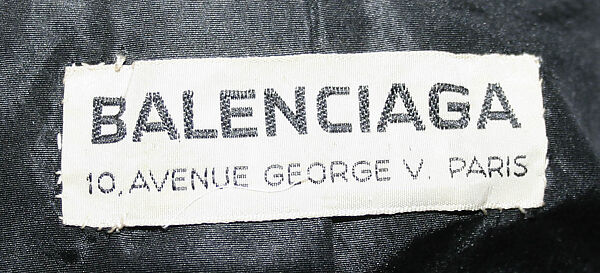 BALENCIAGA
10, AVENUE GEORGE V. PARIS